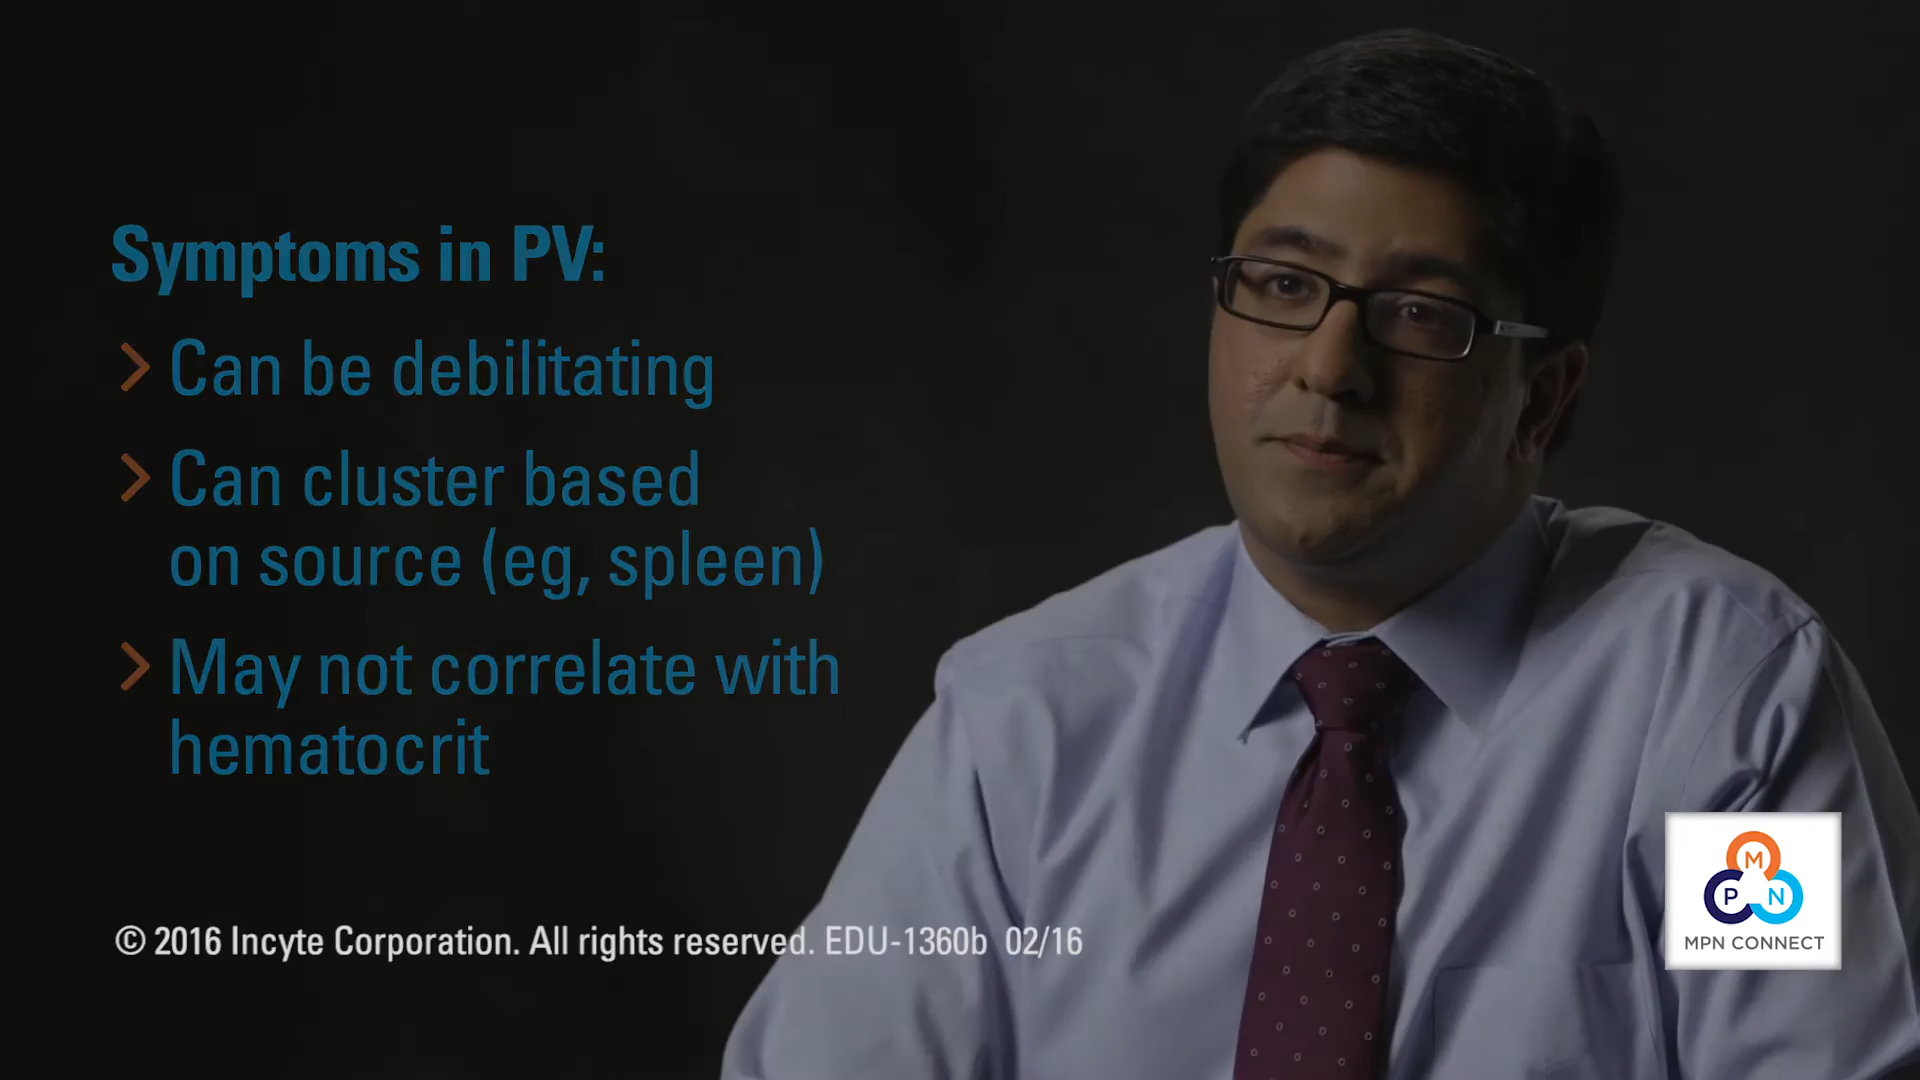 Symptoms in PV:
Can be debilitating
Can cluster based
on source (eg, spleen)
May not correlate with
hematocrit
© 2016 Incyte Corporation. All rights reserved. EDU-1360b 02/16
M
P N
MPN CONNECT